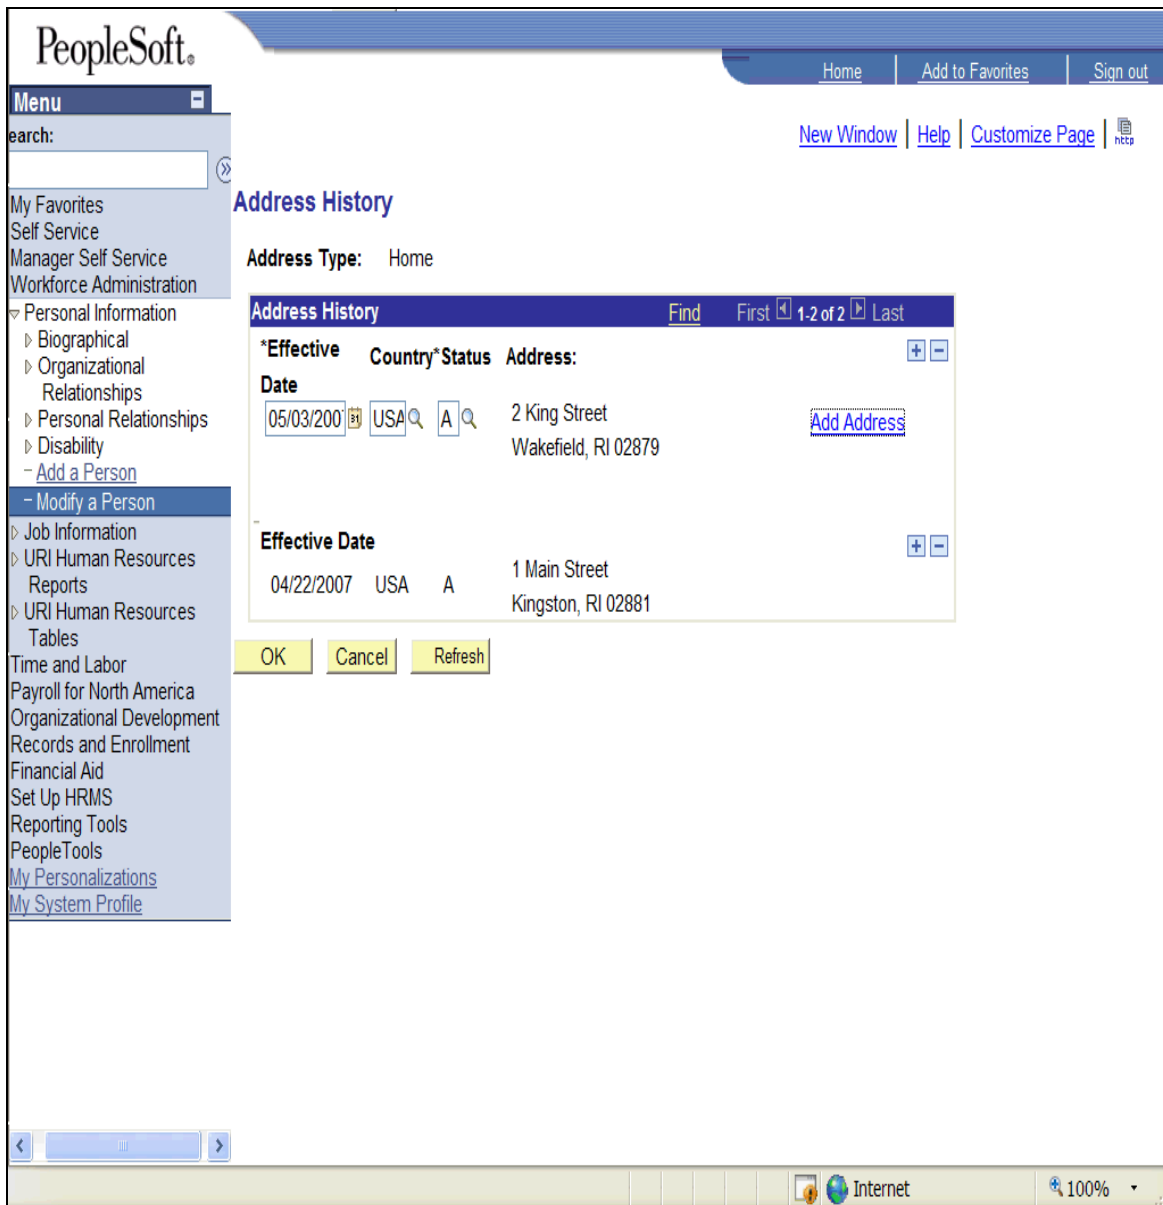 PeopleSoft®
Home
Add to Favorites
Sign out
New Window
Help
Customize Page
http
Menu
earch:
My Favorites
Self Service
Manager Self Service
Workforce Administration
Personal Information
Biographical
Organizational
Relationships
Personal Relationships
Disability
Add a Person
Modify a Person
Job Information
URI Human Resources
Reports
URI Human Resources
Tables
Time and Labor
Payroll for North America
Organizational Development
Records and Enrollment
Financial Aid
Set Up HRMS
Reporting Tools
PeopleTools
My Personalizations
My System Profile
Address History
Address Type: Home
Address History Find First 1-2 of 2 Last
*Effective
Date
Country *Status Address:
05/03/200 31 USA A 2 King Street
Wakefield, RI 02879
Add Address
Effective Date
04/22/2007 USA A 1 Main Street
Kingston, RI 02881
OK Cancel Refresh
Internet 100%